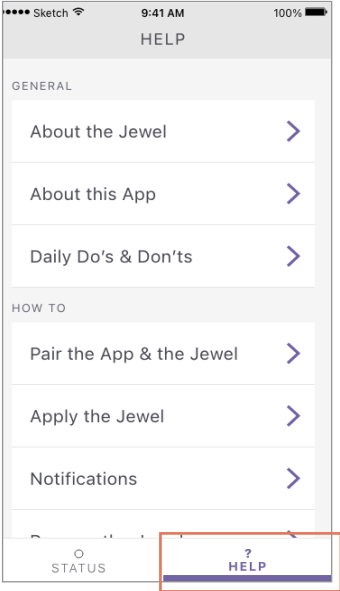 Sketch 9:41 AM 100%
HELP
GENERAL
About the Jewel
About this App
Daily Do's & Don'ts
HOW TO
Pair the App & the Jewel
Apply the Jewel
Notifications
STATUS
?
HELP